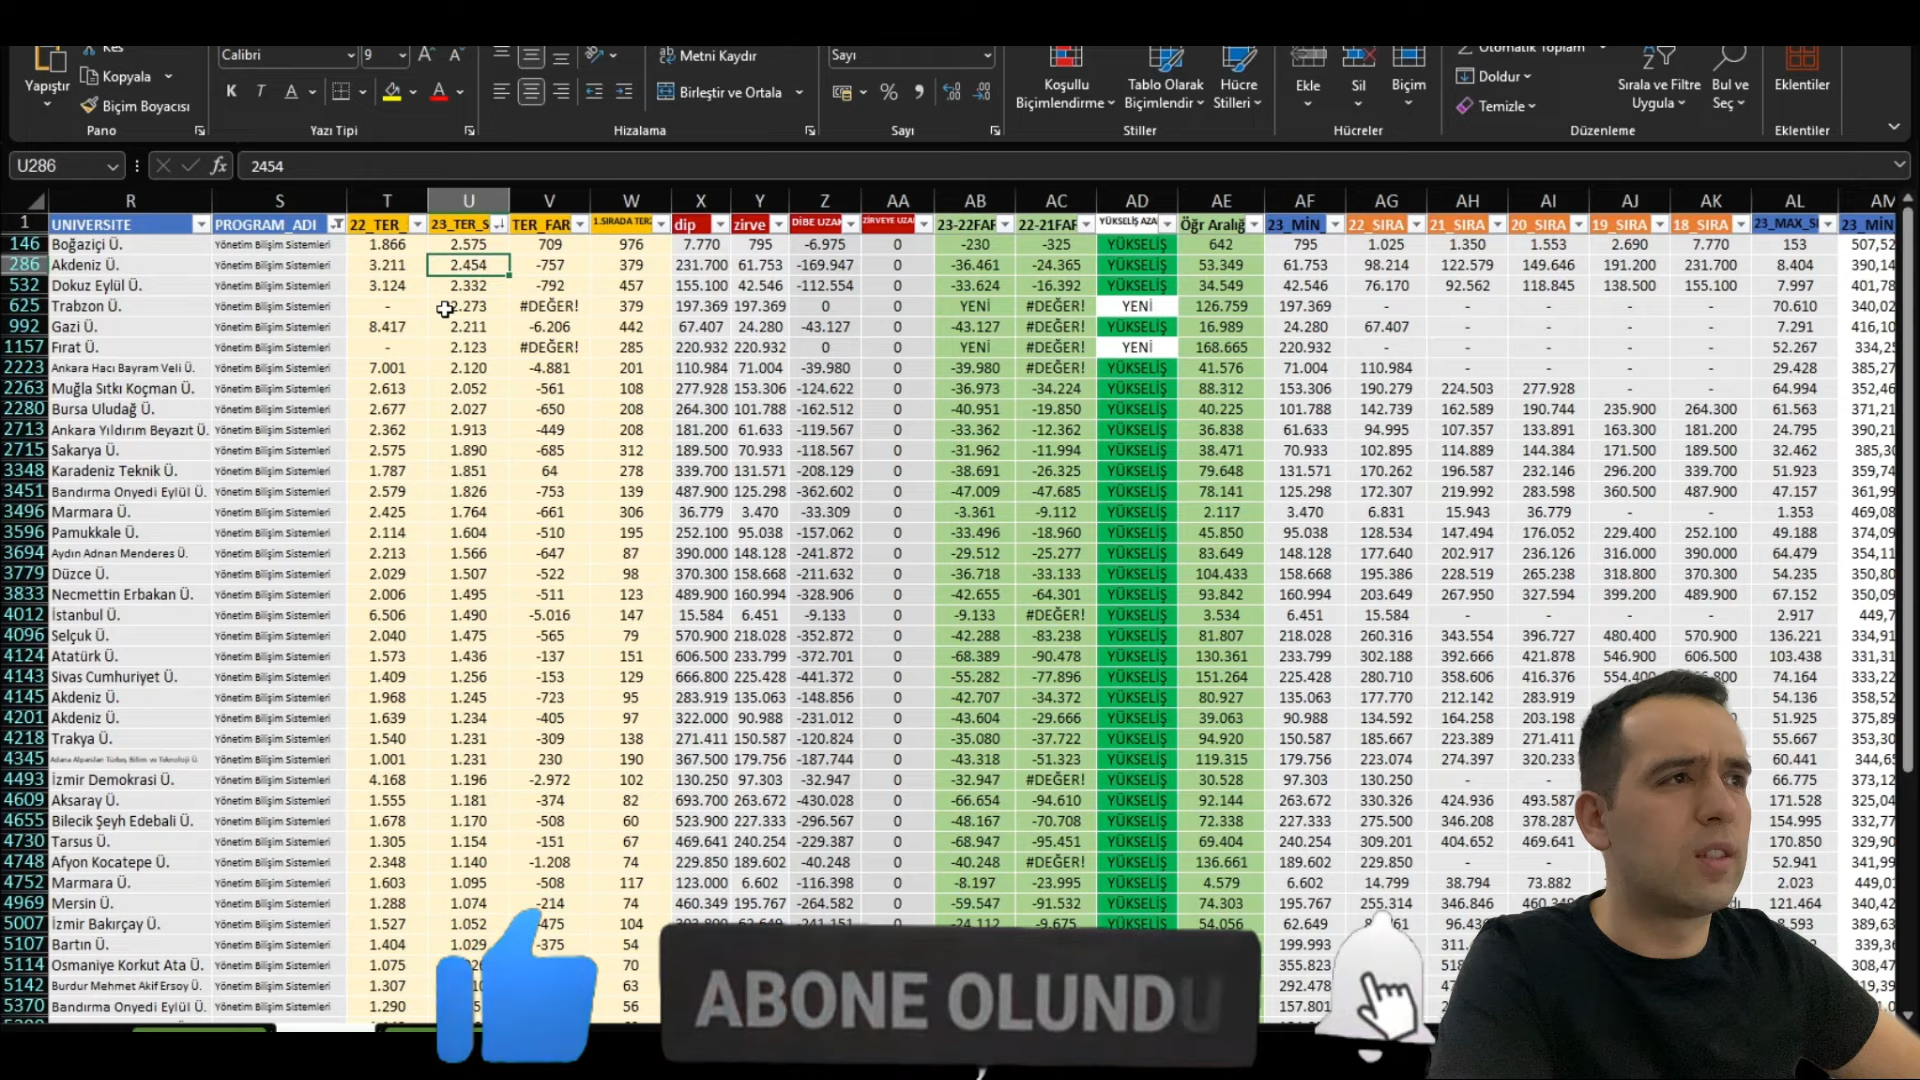 Kes Calibri 9 Metni Kaydır Sayı Otomatik Toplam
Yapıştır Kopyala Koşullu Biçimlendirme Tablo Olarak Biçimlendir Hücre Stilleri Ekle Sil Biçim Doldur Sırala ve Filtre Uygula Bul ve Seç Eklentiler
Biçim Boyacısı K T A Birleştir ve Ortala % Temizle
Pano Yazı Tipi Hizalama Sayı Stiller Hücreler Düzenleme Eklentiler
U286 fx 2454
R S T U V W X Y Z AA AB AC AD AE AF AG AH AI AJ AK AL AM
1 UNIVERSITE PROGRAM_ADI 22_TER_ 23_TER_S TER_FAR 1.SIRADA TERZ dip zirve DİBE UZAK ZİRVEYE UZAK 23-22FAR 22-21FAR YÜKSELİŞ AZA Öğr Aralığ 23_MİN 22_SIRA 21_SIRA 20_SIRA 19_SIRA 18_SIRA 23_MAX_SI 23_MİN
146 Boğaziçi Ü. Yönetim Bilişim Sistemleri 1.866 2.575 709 976 7.770 795 -6.975 0 -230 -325 YÜKSELİŞ 642 795 1.025 1.350 1.553 2.690 7.770 153 507,52
286 Akdeniz Ü. Yönetim Bilişim Sistemleri 3.211 2.454 -757 379 231.700 61.753 -169.947 0 -36.461 -24.365 YÜKSELİŞ 53.349 61.753 98.214 122.579 149.646 191.200 231.700 8.404 390,14
532 Dokuz Eylül Ü. Yönetim Bilişim Sistemleri 3.124 2.332 -792 457 155.100 42.546 -112.554 0 -33.624 -16.392 YÜKSELİŞ 34.549 42.546 76.170 92.562 118.845 138.500 155.100 7.997 401,78
625 Trabzon Ü. Yönetim Bilişim Sistemleri - 2.273 #DEĞER! 379 197.369 197.369 0 0 YENİ #DEĞER! YENİ 126.759 197.369 - - - - - 70.610 340,02
992 Gazi Ü. Yönetim Bilişim Sistemleri 8.417 2.211 -6.206 442 67.407 24.280 -43.127 0 -43.127 #DEĞER! YÜKSELİŞ 16.989 24.280 67.407 - - - - 7.291 416,10
1157 Fırat Ü. Yönetim Bilişim Sistemleri - 2.123 #DEĞER! 285 220.932 220.932 0 0 YENİ #DEĞER! YENİ 168.665 220.932 - - - - - 52.267 334,25
2223 Ankara Hacı Bayram Veli Ü. Yönetim Bilişim Sistemleri 7.001 2.120 -4.881 201 110.984 71.004 -39.980 0 -39.980 #DEĞER! YÜKSELİŞ 41.576 71.004 110.984 - - - - 29.428 385,27
2263 Muğla Sıtkı Koçman Ü. Yönetim Bilişim Sistemleri 2.613 2.052 -561 108 277.928 153.306 -124.622 0 -36.973 -34.224 YÜKSELİŞ 88.312 153.306 190.279 224.503 277.928 - - 64.994 352,46
2280 Bursa Uludağ Ü. Yönetim Bilişim Sistemleri 2.677 2.027 -650 208 264.300 101.788 -162.512 0 -40.951 -19.850 YÜKSELİŞ 40.225 101.788 142.739 162.589 190.744 235.900 264.300 61.563 371,21
2713 Ankara Yıldırım Beyazıt Ü. Yönetim Bilişim Sistemleri 2.362 1.913 -449 208 181.200 61.633 -119.567 0 -33.362 -12.362 YÜKSELİŞ 36.838 61.633 94.995 107.357 133.891 163.300 181.200 24.795 390,21
2715 Sakarya Ü. Yönetim Bilişim Sistemleri 2.575 1.890 -685 312 189.500 70.933 -118.567 0 -31.962 -11.994 YÜKSELİŞ 38.471 70.933 102.895 114.889 144.384 171.500 189.500 32.462 385,30
3348 Karadeniz Teknik Ü. Yönetim Bilişim Sistemleri 1.787 1.851 64 278 339.700 131.571 -208.129 0 -38.691 -26.325 YÜKSELİŞ 79.648 131.571 170.262 196.587 232.146 296.200 339.700 51.923 359,74
3451 Bandırma Onyedi Eylül Ü. Yönetim Bilişim Sistemleri 2.579 1.826 -753 139 487.900 125.298 -362.602 0 -47.009 -47.685 YÜKSELİŞ 78.141 125.298 172.307 219.992 283.598 360.500 487.900 47.157 361,99
3496 Marmara Ü. Yönetim Bilişim Sistemleri 2.425 1.764 -661 306 36.779 3.470 -33.309 0 -3.361 -9.112 YÜKSELİŞ 2.117 3.470 6.831 15.943 36.779 - - 1.353 469,08
3596 Pamukkale Ü. Yönetim Bilişim Sistemleri 2.114 1.604 -510 195 252.100 95.038 -157.062 0 -33.496 -18.960 YÜKSELİŞ 45.850 95.038 128.534 147.494 176.052 229.400 252.100 49.188 374,09
3694 Aydın Adnan Menderes Ü. Yönetim Bilişim Sistemleri 2.213 1.566 -647 87 390.000 148.128 -241.872 0 -29.512 -25.277 YÜKSELİŞ 83.649 148.128 177.640 202.917 236.126 316.000 390.000 64.479 354,11
3779 Düzce Ü. Yönetim Bilişim Sistemleri 2.029 1.507 -522 98 370.300 158.668 -211.632 0 -36.718 -33.133 YÜKSELİŞ 104.433 158.668 195.386 228.519 265.238 318.800 370.300 54.235 350,80
3833 Necmettin Erbakan Ü. Yönetim Bilişim Sistemleri 2.006 1.495 -511 123 489.900 160.994 -328.906 0 -42.655 -64.301 YÜKSELİŞ 93.842 160.994 203.649 267.950 327.594 399.200 489.900 67.152 350,09
4012 İstanbul Ü. Yönetim Bilişim Sistemleri 6.506 1.490 -5.016 147 15.584 6.451 -9.133 0 -9.133 #DEĞER! YÜKSELİŞ 3.534 6.451 15.584 - - - - 2.917 449,7
4096 Selçuk Ü. Yönetim Bilişim Sistemleri 2.040 1.475 -565 79 570.900 218.028 -352.872 0 -42.288 -83.238 YÜKSELİŞ 81.807 218.028 260.316 343.554 396.727 480.400 570.900 136.221 334,91
4124 Atatürk Ü. Yönetim Bilişim Sistemleri 1.573 1.436 -137 151 606.500 233.799 -372.701 0 -68.389 -90.478 YÜKSELİŞ 130.361 233.799 302.188 392.666 421.878 546.900 606.500 103.438 331,31
4143 Sivas Cumhuriyet Ü. Yönetim Bilişim Sistemleri 1.409 1.256 -153 129 666.800 225.428 -441.372 0 -55.282 -77.896 YÜKSELİŞ 151.264 225.428 280.710 358.606 416.376 554.400 74.164 333,22
4145 Akdeniz Ü. Yönetim Bilişim Sistemleri 1.968 1.245 -723 95 283.919 135.063 -148.856 0 -42.707 -34.372 YÜKSELİŞ 80.927 135.063 177.770 212.142 283.919 54.136 358,52
4201 Akdeniz Ü. Yönetim Bilişim Sistemleri 1.639 1.234 -405 97 322.000 90.988 -231.012 0 -43.604 -29.666 YÜKSELİŞ 39.063 90.988 134.592 164.258 203.198 51.925 375,89
4218 Trakya Ü. Yönetim Bilişim Sistemleri 1.540 1.231 -309 138 271.411 150.587 -120.824 0 -35.080 -37.722 YÜKSELİŞ 94.920 150.587 185.667 223.389 271.411 55.667 353,30
4345 Adana Alparslan Türkeş Bilim ve Teknoloji Ü. Yönetim Bilişim Sistemleri 1.001 1.231 230 190 367.500 179.756 -187.744 0 -43.318 -51.323 YÜKSELİŞ 119.315 179.756 223.074 274.397 320.233 60.441 344,65
4493 İzmir Demokrasi Ü. Yönetim Bilişim Sistemleri 4.168 1.196 -2.972 102 130.250 97.303 -32.947 0 -32.947 #DEĞER! YÜKSELİŞ 30.528 97.303 130.250 - - 66.775 373,12
4609 Aksaray Ü. Yönetim Bilişim Sistemleri 1.555 1.181 -374 82 693.700 263.672 -430.028 0 -66.654 -94.610 YÜKSELİŞ 92.144 263.672 330.326 424.936 493.587 171.528 325,04
4655 Bilecik Şeyh Edebali Ü. Yönetim Bilişim Sistemleri 1.678 1.170 -508 60 523.900 227.333 -296.567 0 -48.167 -70.708 YÜKSELİŞ 72.338 227.333 275.500 346.208 378.287 154.995 332,77
4730 Tarsus Ü. Yönetim Bilişim Sistemleri 1.305 1.154 -151 67 469.641 240.254 -229.387 0 -68.947 -95.451 YÜKSELİŞ 69.404 240.254 309.201 404.652 469.641 170.850 329,90
4748 Afyon Kocatepe Ü. Yönetim Bilişim Sistemleri 2.348 1.140 -1.208 74 229.850 189.602 -40.248 0 -40.248 #DEĞER! YÜKSELİŞ 136.661 189.602 229.850 - - 52.941 341,99
4752 Marmara Ü. Yönetim Bilişim Sistemleri 1.603 1.095 -508 117 123.000 6.602 -116.398 0 -8.197 -23.995 YÜKSELİŞ 4.579 6.602 14.799 38.794 73.882 2.023 449,01
4969 Mersin Ü. Yönetim Bilişim Sistemleri 1.288 1.074 -214 74 460.349 195.767 -264.582 0 -59.547 -91.532 YÜKSELİŞ 74.303 195.767 255.314 346.846 460.349 121.464 340,42
5007 İzmir Bakırçay Ü. Yönetim Bilişim Sistemleri 1.527 1.052 -475 104 -24.112 -9.675 YÜKSELİŞ 54.056 62.649 8.593 389,63
5107 Bartın Ü. Yönetim Bilişim Sistemleri 1.404 1.029 -375 54 199.993 339,36
5114 Osmaniye Korkut Ata Ü. Yönetim Bilişim Sistemleri 1.075 70 355.823 308,47
5142 Burdur Mehmet Akif Ersoy Ü. Yönetim Bilişim Sistemleri 1.307 63 292.478
5370 Bandırma Onyedi Eylül Ü. Yönetim Bilişim Sistemleri 1.290 56 157.801
ABONE OLUNDU